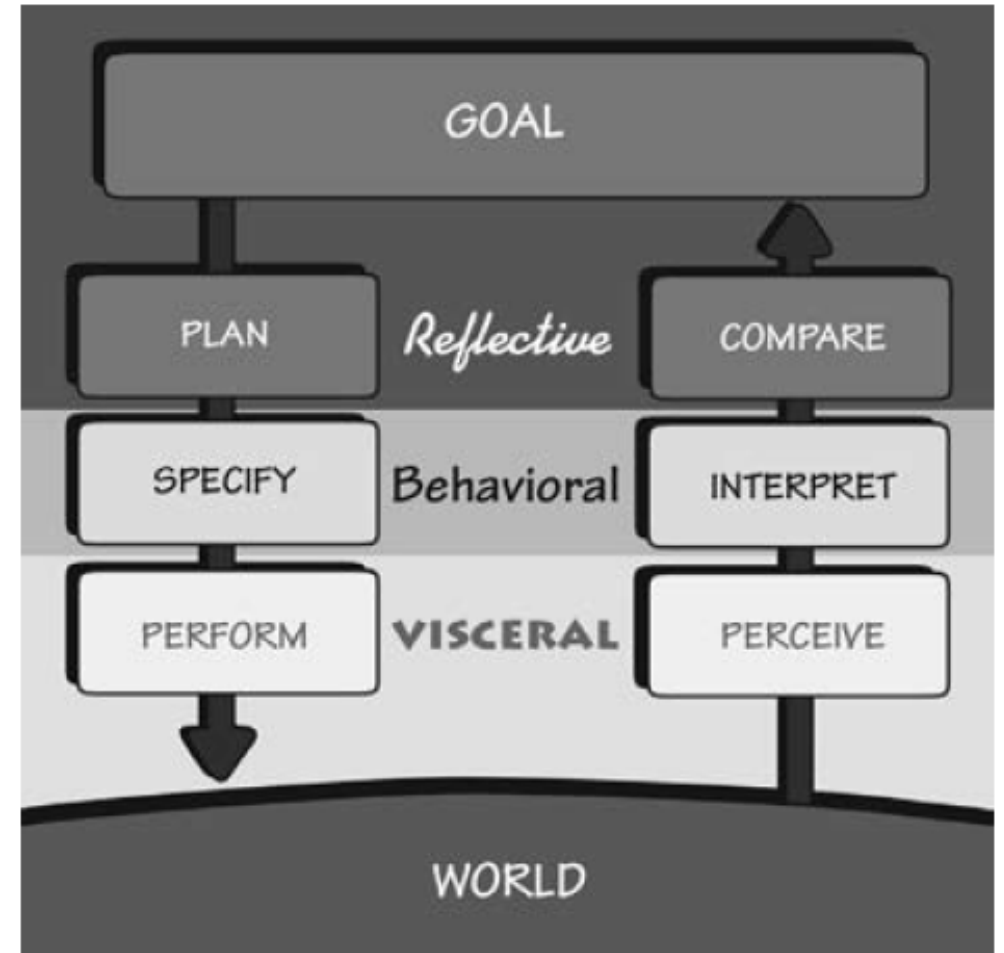 GOAL
PLAN Reflective COMPARE
SPECIFY Behavioral INTERPRET
PERFORM VISCERAL PERCEIVE
WORLD